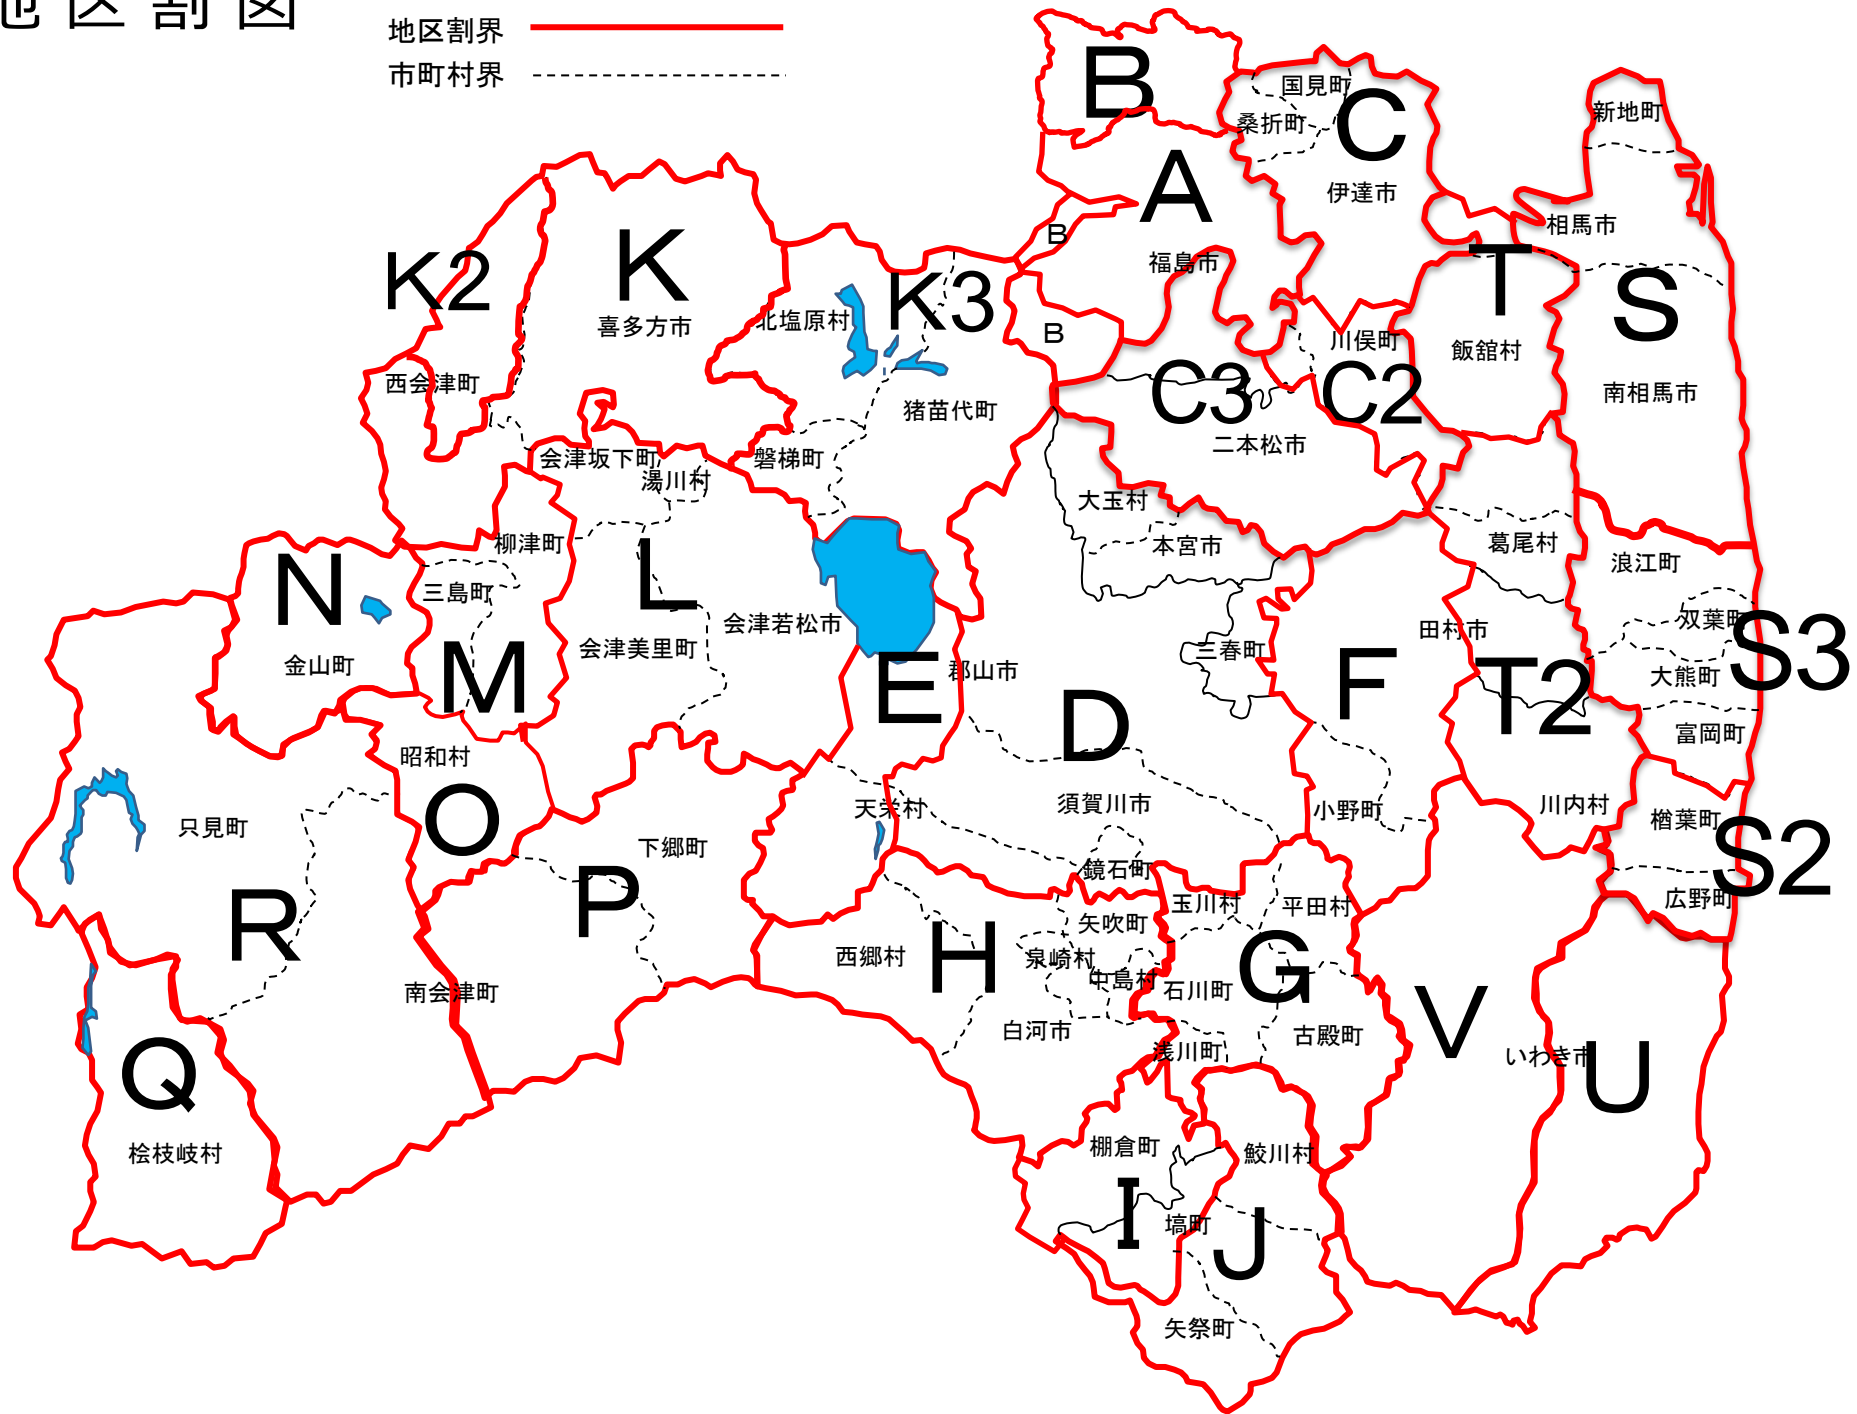 地区割図
地区割界
市町村界
B
国見町
C
桑折町
新地町
A
伊達市
相馬市
B
福島市
K2
K
K3
T
S
喜多方市
北塩原村
B
川俣町
飯舘村
西会津町
C3
C2
南相馬市
猪苗代町
二本松市
会津坂下町
磐梯町
湯川村
大玉村
柳津町
本宮市
葛尾村
浪江町
N
L
三島町
双葉町
S3
会津若松市
田村市
会津美里町
三春町
金山町
M
E
郡山市
F
T2
大熊町
D
富岡町
昭和村
天栄村
須賀川市
小野町
川内村
楢葉町
S2
只見町
O
下郷町
鏡石町
P
広野町
R
玉川村
平田村
矢吹町
西郷村
H
泉崎村
中島村
G
南会津町
石川町
白河市
古殿町
V
浅川町
いわき市
U
Q
桧枝岐村
棚倉町
鮫川村
I
塙町
J
矢祭町